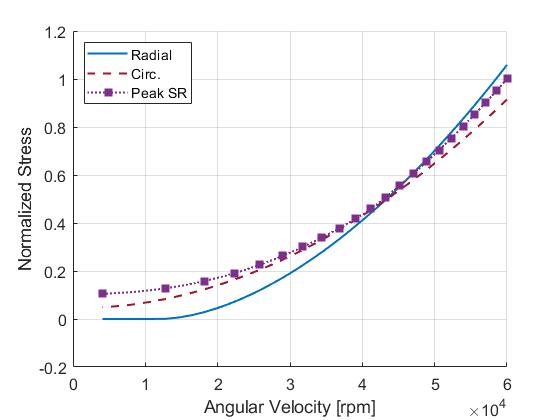 1.2
1
0.8
0.6
0.4
0.2
0
-0.2
Normalized Stress
Radial
Circ.
Peak SR
0 1 2 3 4 5 6
Angular Velocity [rpm]
×10^4